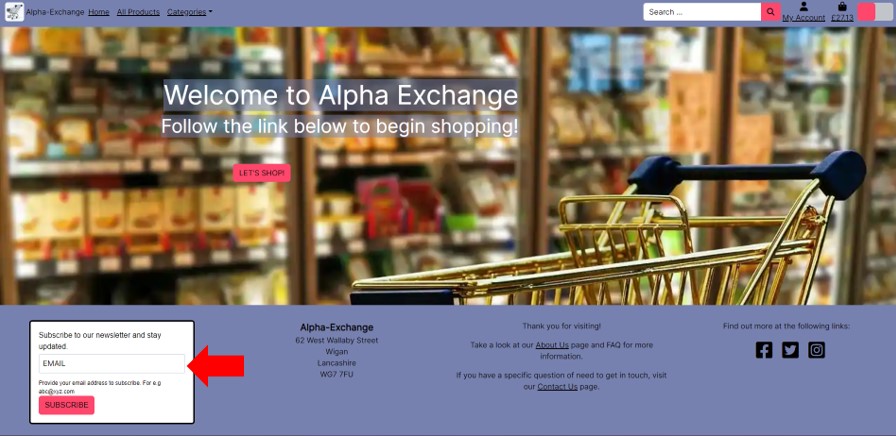 Alpha-Exchange Home All Products Categories
Search ...
My Account £27.13
Welcome to Alpha Exchange
Follow the link below to begin shopping!
LET'S SHOP!
Subscribe to our newsletter and stay
updated.
EMAIL
Provide your email address to subscribe. For e.g
abc@xyz.com
SUBSCRIBE
Alpha-Exchange
62 West Wallaby Street
Wigan
Lancashire
WG7 7FU
Thank you for visiting!
Take a look at our About Us page and FAQ for more
information.
If you have a specific question of need to get in touch, visit
our Contact Us page.
Find out more at the following links: